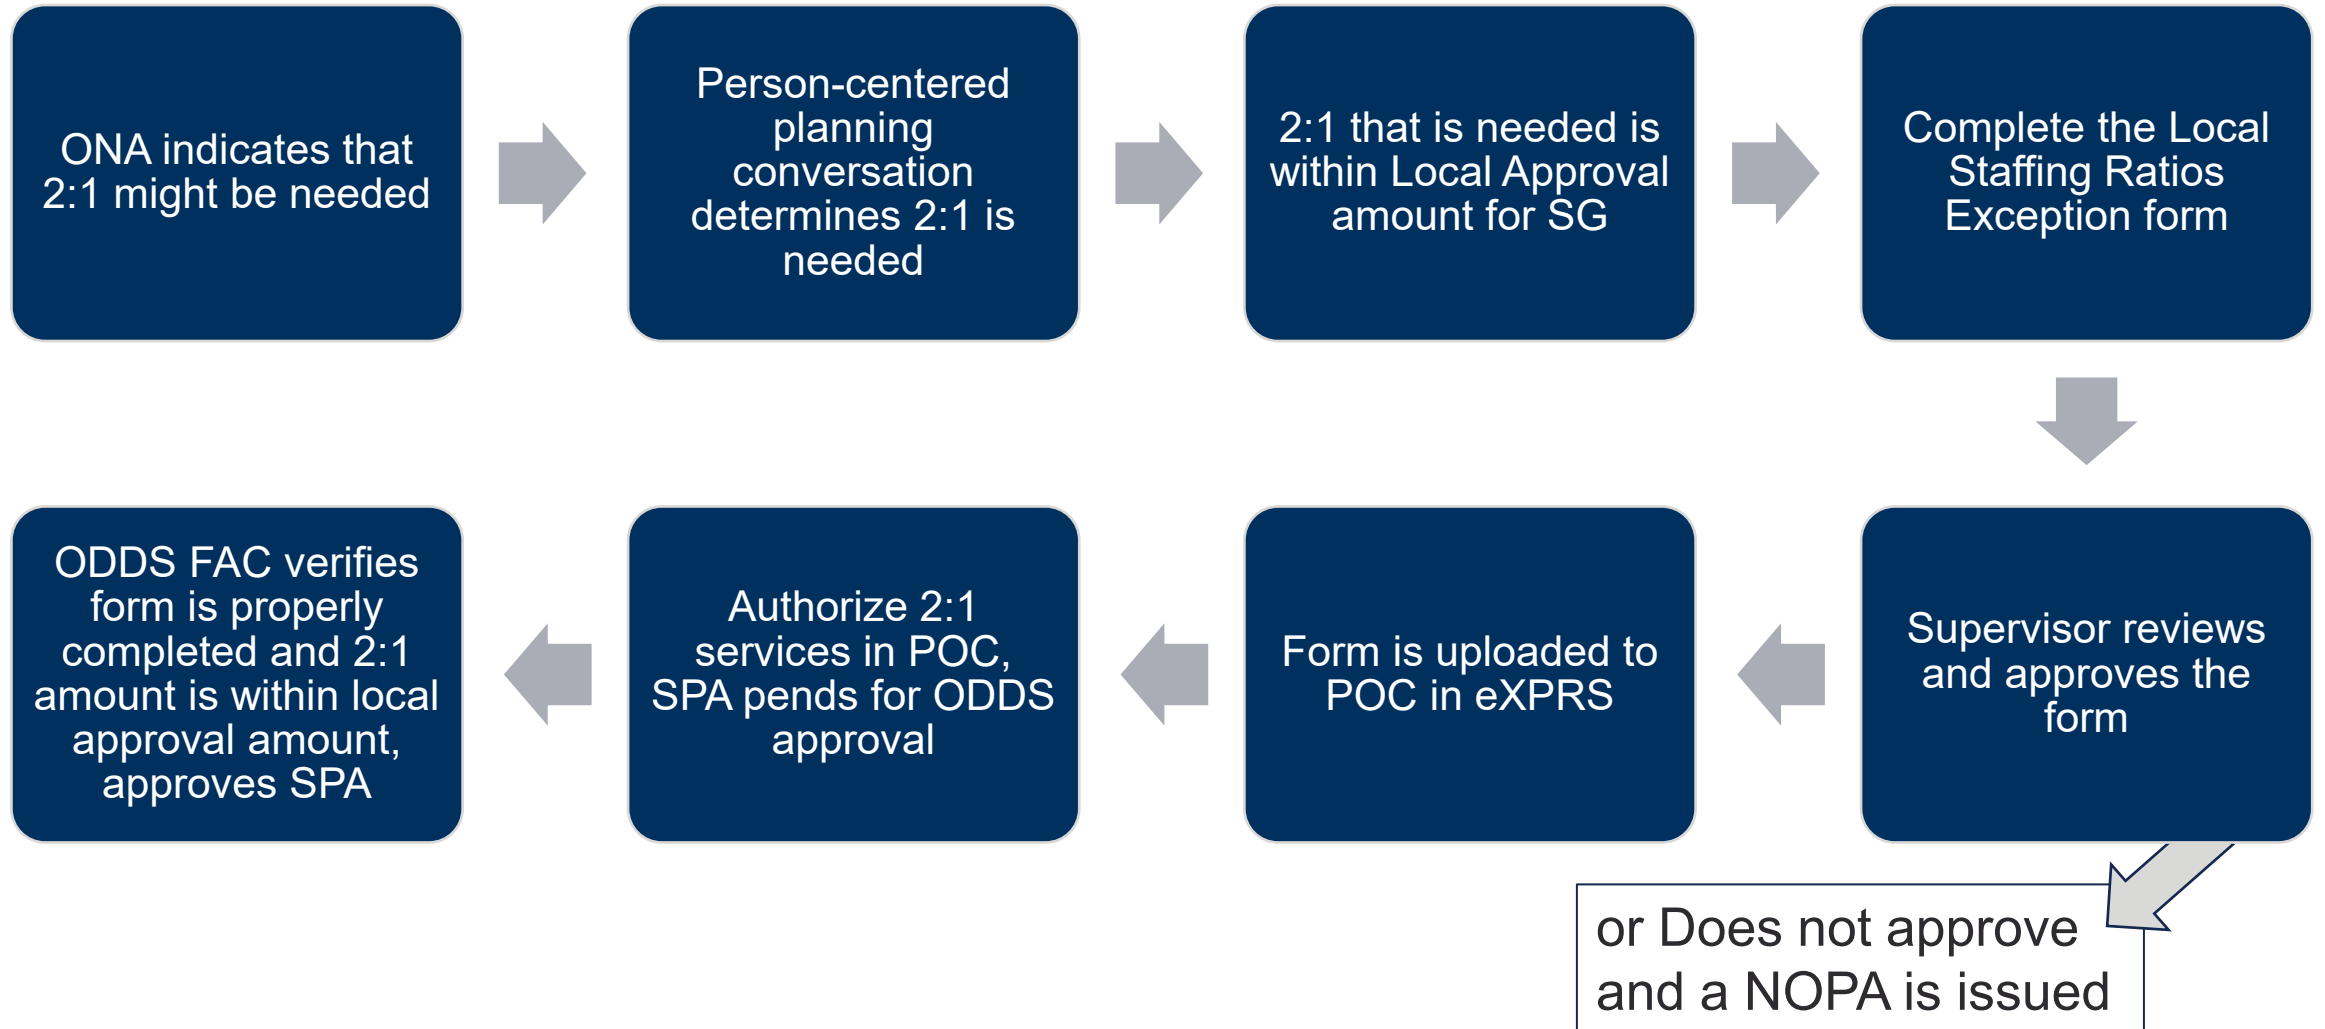 ONA indicates that
2:1 might be needed
Person-centered
planning
conversation
determines 2:1 is
needed
2:1 that is needed is
within Local Approval
amount for SG
Complete the Local
Staffing Ratios
Exception form
Supervisor reviews
and approves the
form
or Does not approve
and a NOPA is issued
Form is uploaded to
POC in eXPRS
Authorize 2:1
services in POC,
SPA pends for ODDS
approval
ODDS FAC verifies
form is properly
completed and 2:1
amount is within local
approval amount,
approves SPA